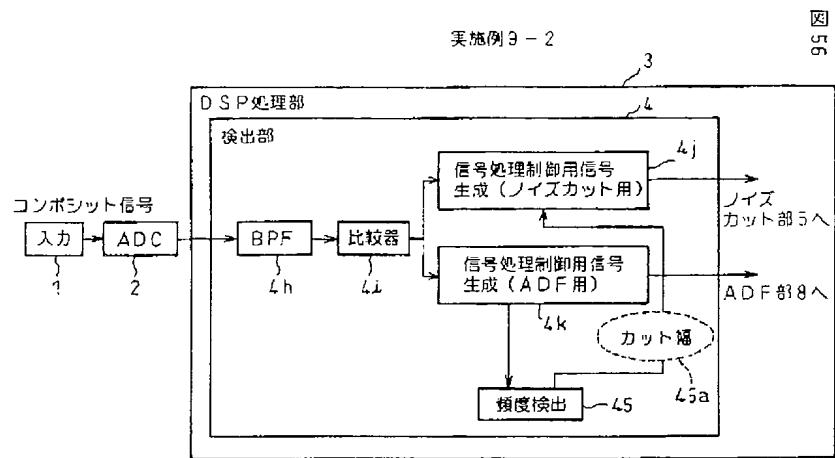 図56
実施例9-2
3
DSP処理部
4
検出部
4j
信号処理制御用信号
生成(ノイズカット用)
ノイズ
カット部5へ
コンポジット信号
入力
ADC
BPF
比較器
1
2
4h
4i
信号処理制御用信号
生成(ADF用)
ADF部8へ
4k
カット幅
45a
頻度検出
45